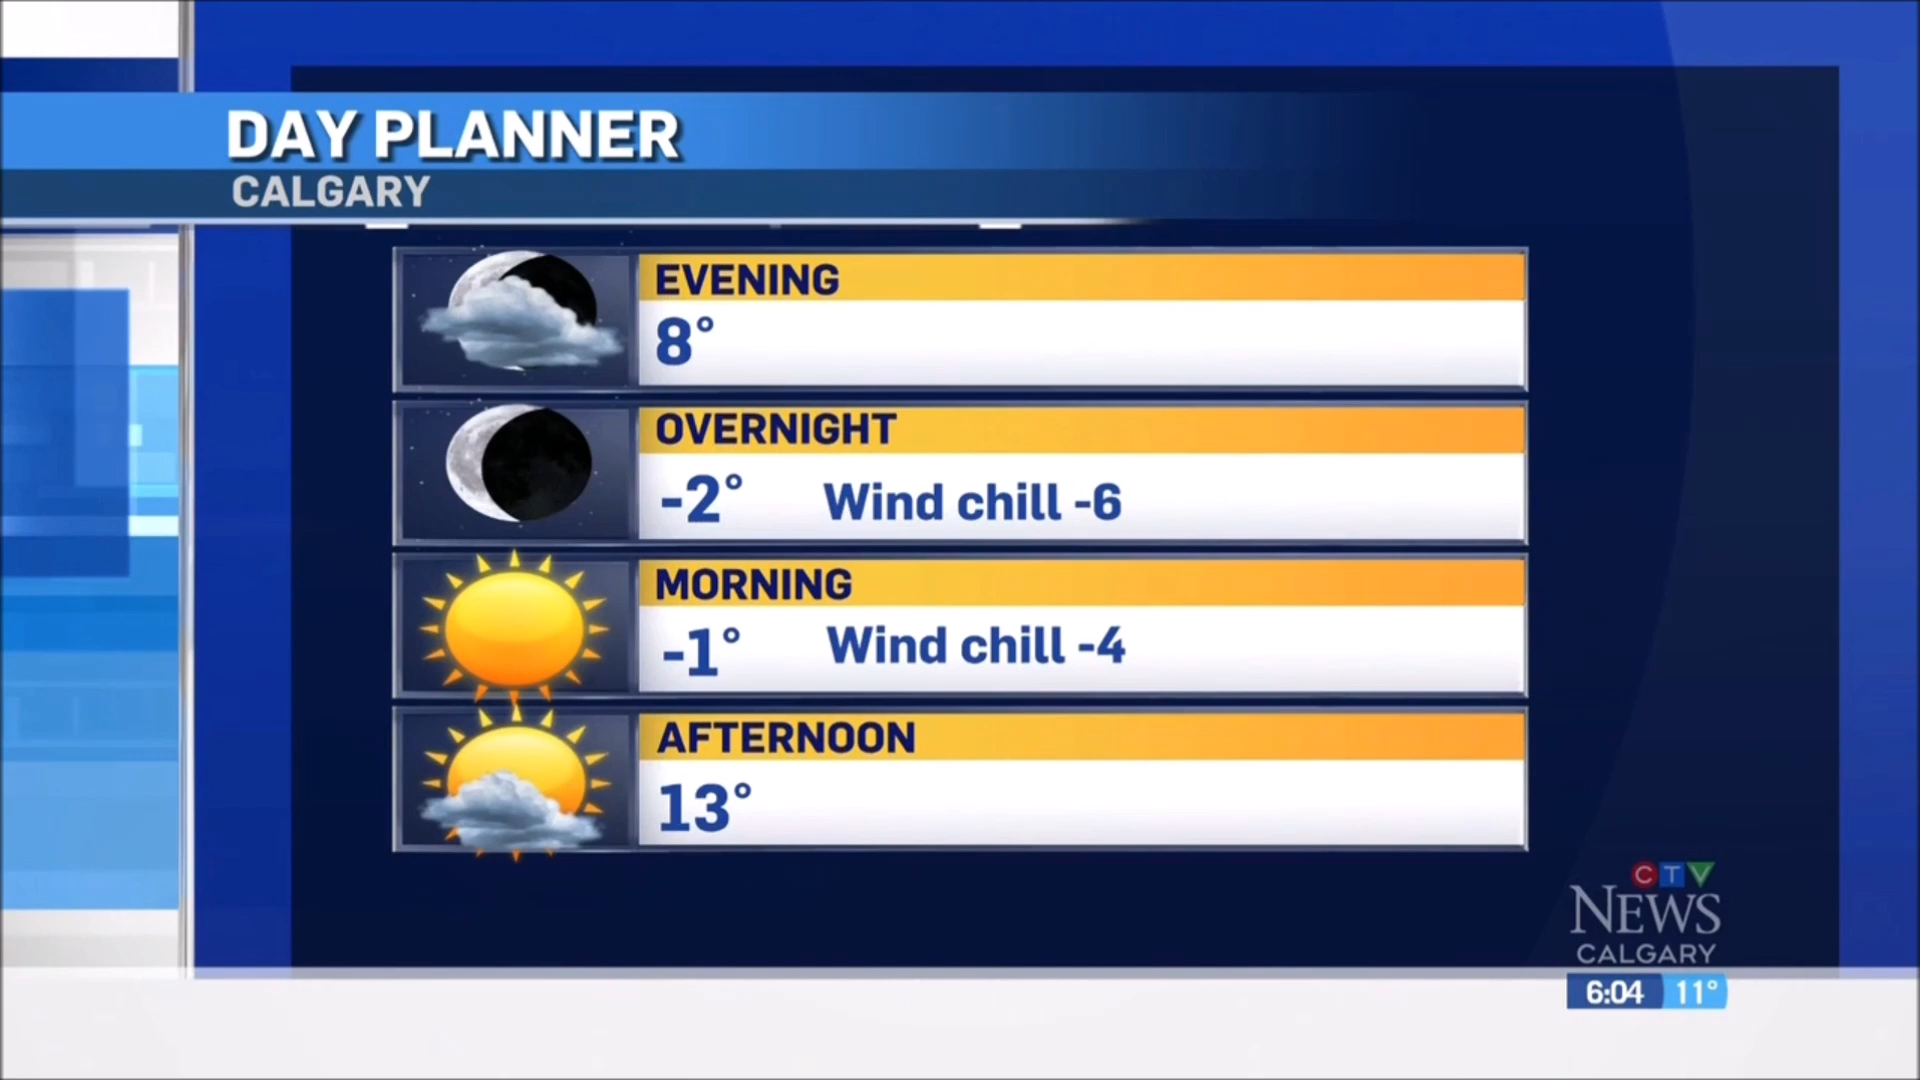 DAY PLANNER
CALGARY
EVENING
8°
OVERNIGHT
-2° Wind chill -6
MORNING
-1° Wind chill -4
AFTERNOON
13°
CTV
NEWS
CALGARY
6:04 11°